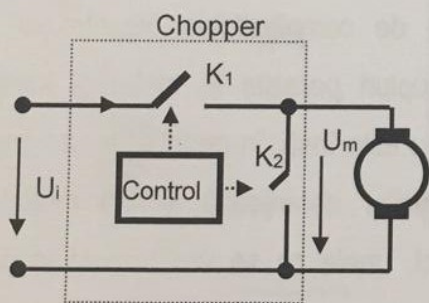 Chopper
K₁
K₂
Uₘ
Uᵢ
Control